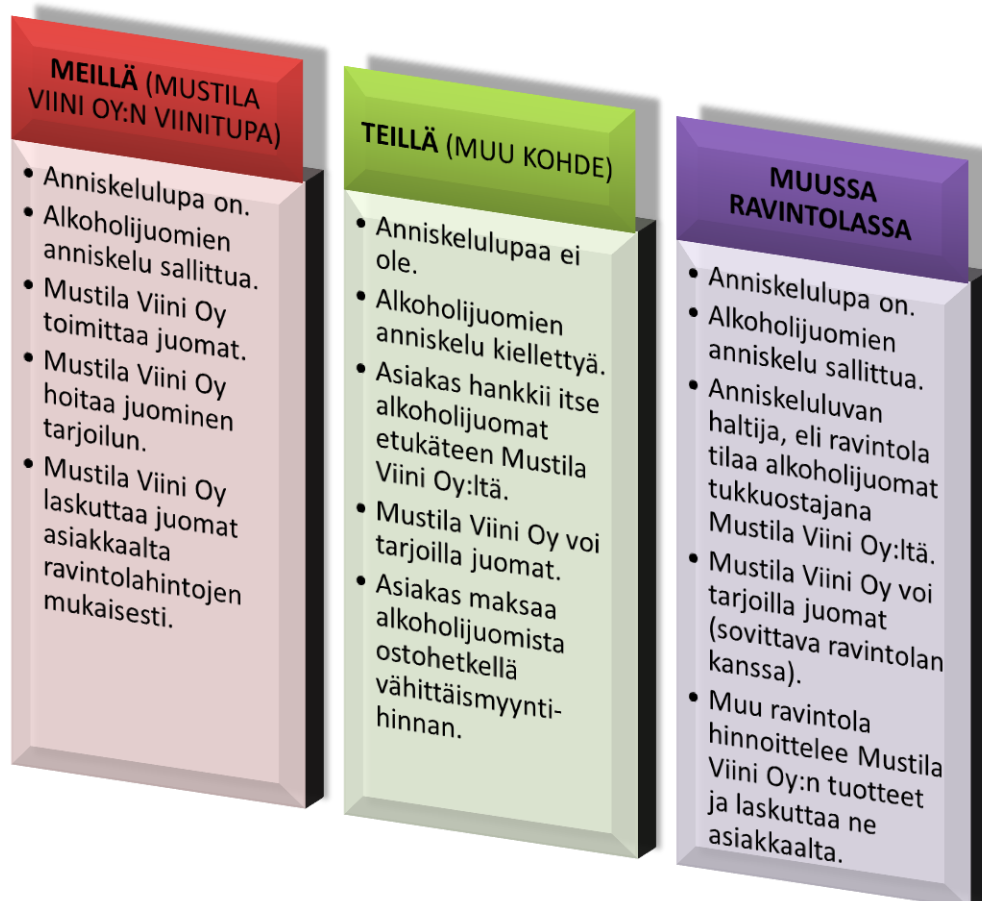 MEILLÄ (MUSTILA
VIINI OY:N VIINITUPA)
• Anniskelulupa on.
• Alkoholijuomien
anniskelu sallittua.
• Mustila Viini Oy
toimittaa juomat.
• Mustila Viini Oy
hoitaa juominen
tarjoilun.
• Mustila Viini Oy
laskuttaa juomat
asiakkaalta
ravintolahintojen
mukaisesti.
TEILLÄ (MUU KOHDE)
• Anniskelulupaa ei
ole.
• Alkoholijuomien
anniskelu kiellettyä.
• Asiakas hankkii itse
alkoholijuomat
etukäteen Mustila
Viini Oy:ltä.
• Mustila Viini Oy voi
tarjoilla juomat.
• Asiakas maksaa
alkoholijuomista
ostohetkellä
vähittäismyynti-
hinnan.
MUUSSA
RAVINTOLASSA
• Anniskelulupa on.
• Alkoholijuomien
anniskelu sallittua.
• Anniskeluluvan
haltija, eli ravintola
tilaa alkoholijuomat
tukkuostajana
Mustila Viini Oy:ltä.
• Mustila Viini Oy voi
tarjoilla juomat
(sovittava ravintolan
kanssa).
• Muu ravintola
hinnoittelee Mustila
Viini Oy:n tuotteet
ja laskuttaa ne
asiakkaalta.